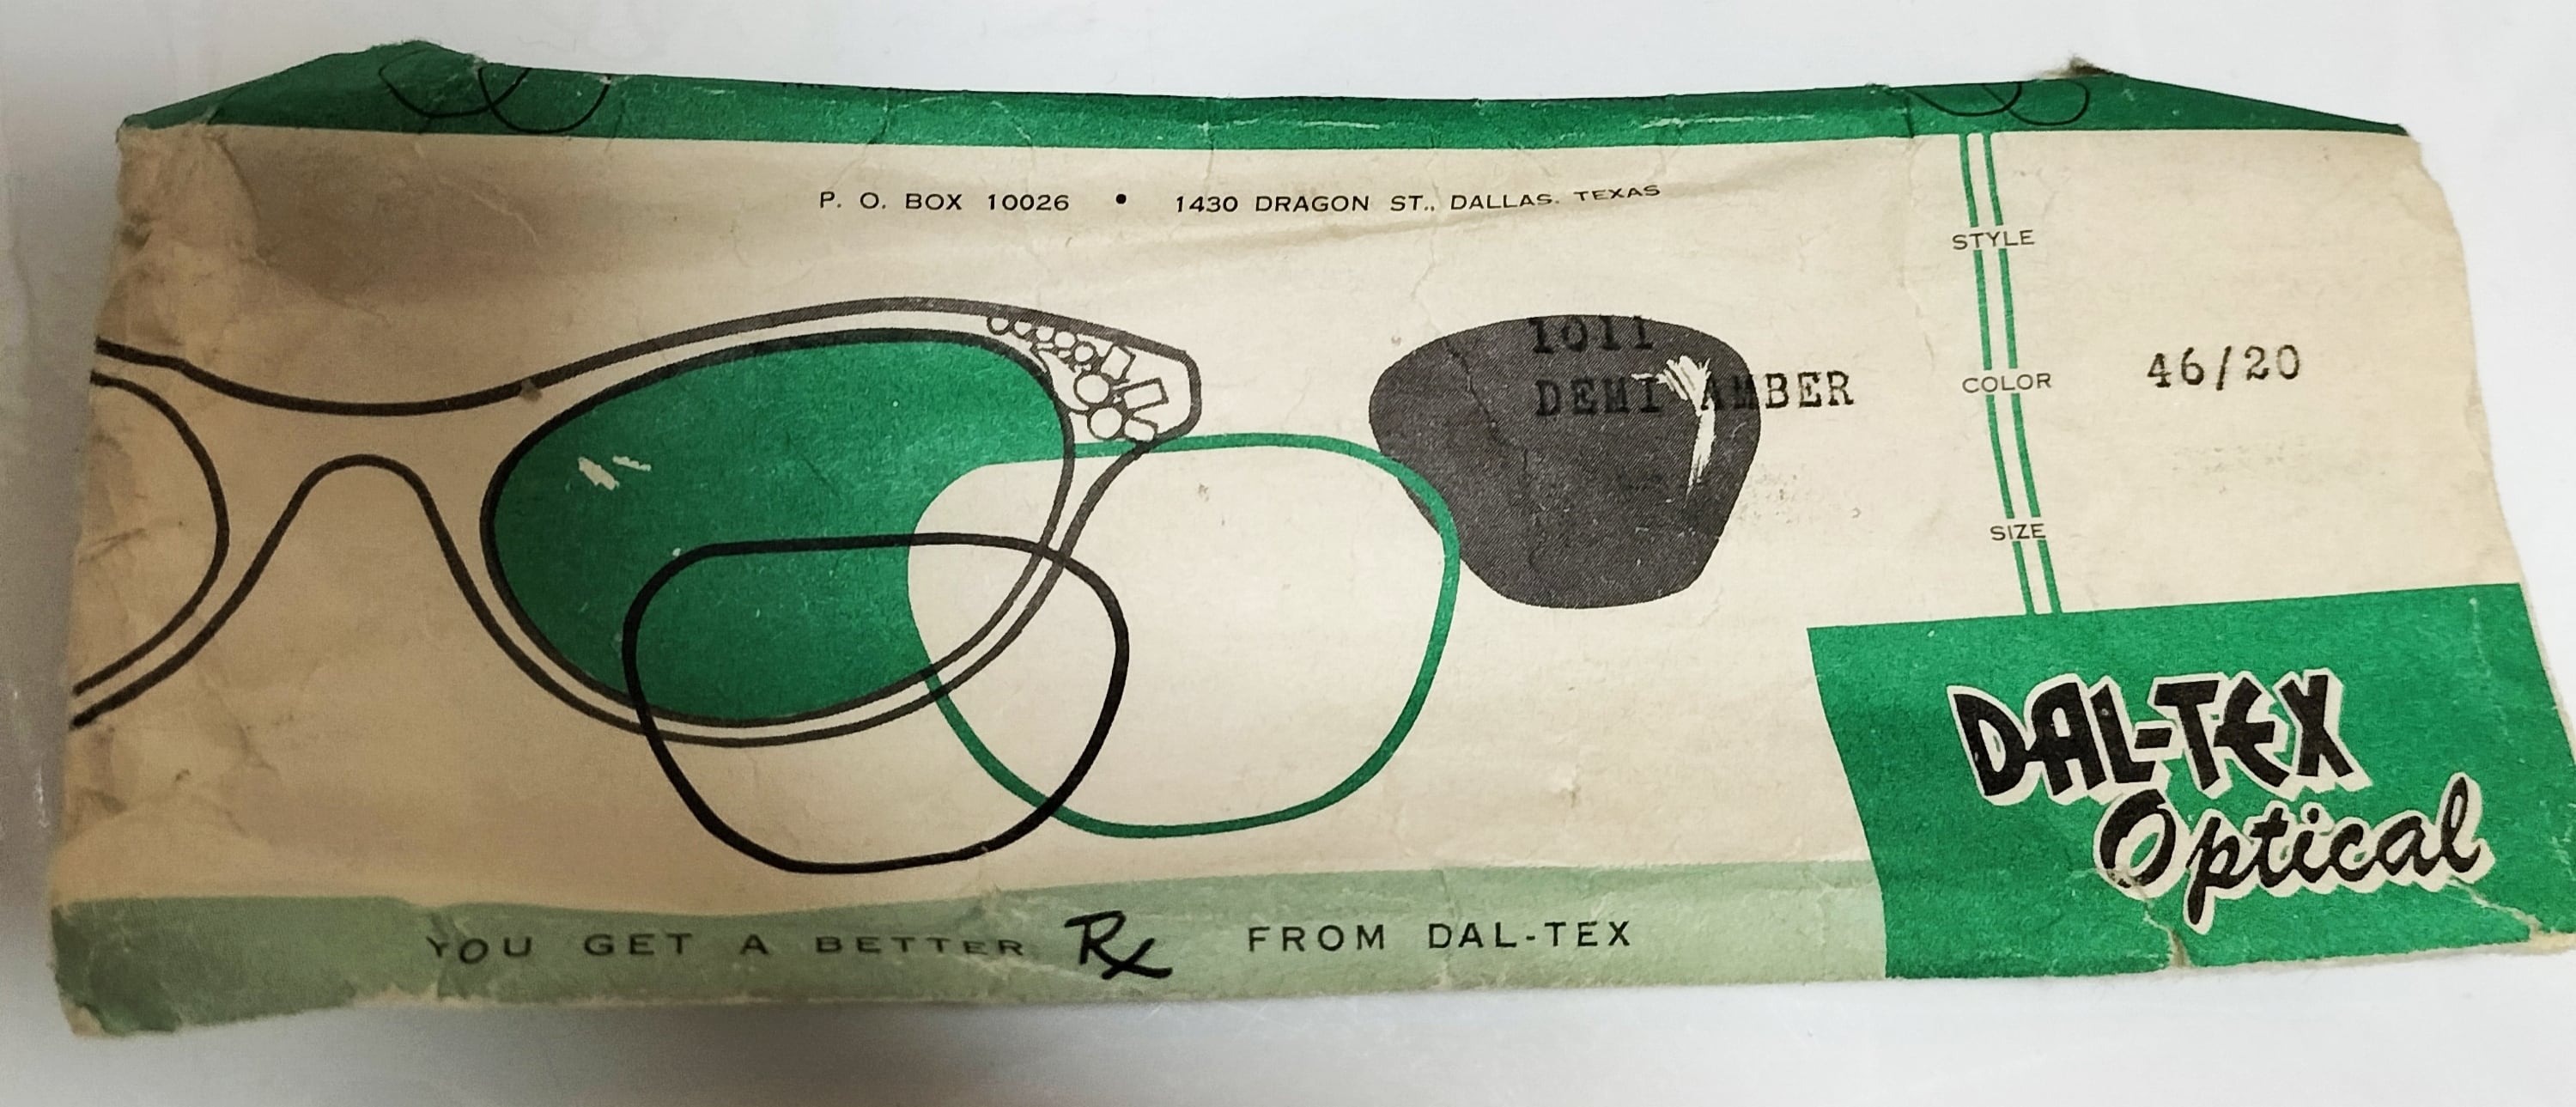 P. O. BOX 10026 • 1430 DRAGON ST., DALLAS, TEXAS
STYLE
1011
DEMI AMBER
COLOR
46/20
SIZE
DAL-TEX
Optical
YOU GET A BETTER Rx FROM DAL-TEX